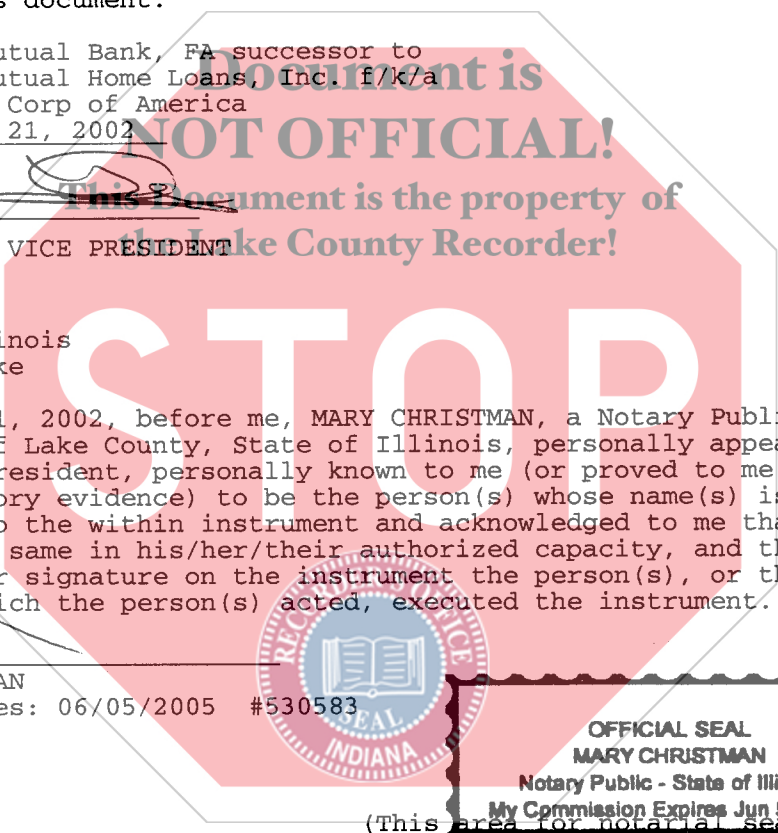 s document.
utual Bank, FA successor to
utual Home Loans, Inc. f/k/a
Corp of America
21, 2002
Document is
NOT OFFICIAL!
This Document is the property of
the Lake County Recorder!
VICE PRESIDENT
STOP
inois
ke
1, 2002, before me, MARY CHRISTMAN, a Notary Publi
f Lake County, State of Illinois, personally appea
resident, personally known to me (or proved to me
ory evidence) to be the person(s) whose name(s) is
o the within instrument and acknowledged to me tha
same in his/her/their authorized capacity, and th
r signature on the instrument the person(s), or th
ich the person(s) acted, executed the instrument.
RECORDER'S OFFICE
SEAL
INDIANA
AN
es: 06/05/2005 #530583
OFFICIAL SEAL
MARY CHRISTMAN
Notary Public - State of Illi
My Commission Expires Jun
(This area for notarial sea